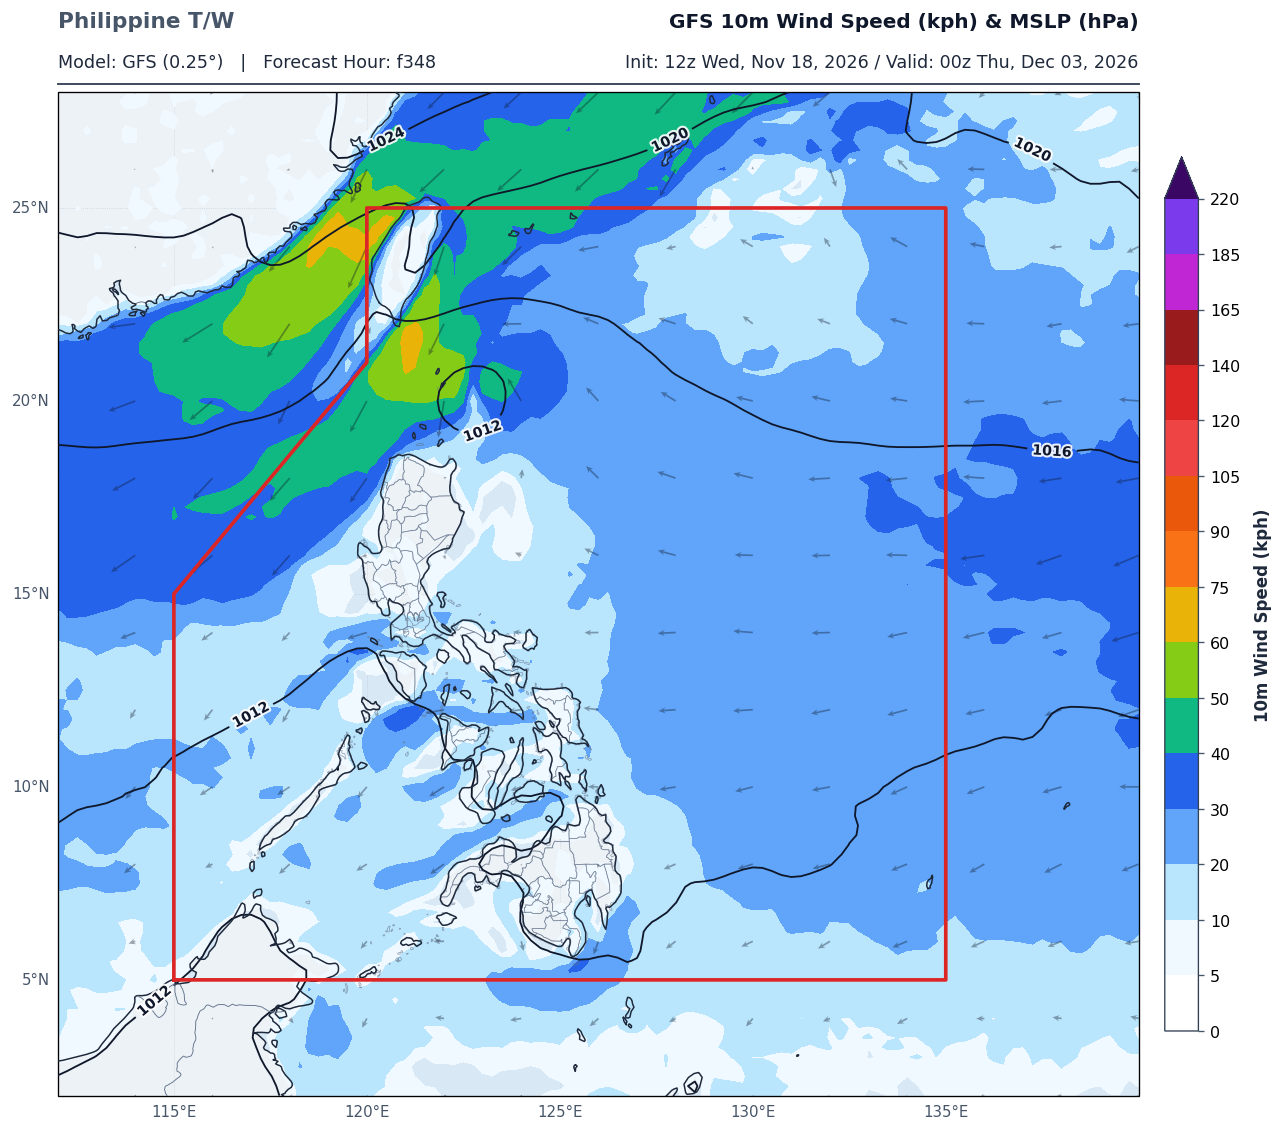 Philippine T/W
GFS 10m Wind Speed (kph) & MSLP (hPa)
Model: GFS (0.25°) | Forecast Hour: f348
Init: 12z Wed, Nov 18, 2026 / Valid: 00z Thu, Dec 03, 2026
1024
1020
1020
1012
1016
1012
1012
25°N
20°N
15°N
10°N
5°N
115°E
120°E
125°E
130°E
135°E
220
185
165
140
120
105
90
75
60
50
40
30
20
10
5
0
10m Wind Speed (kph)